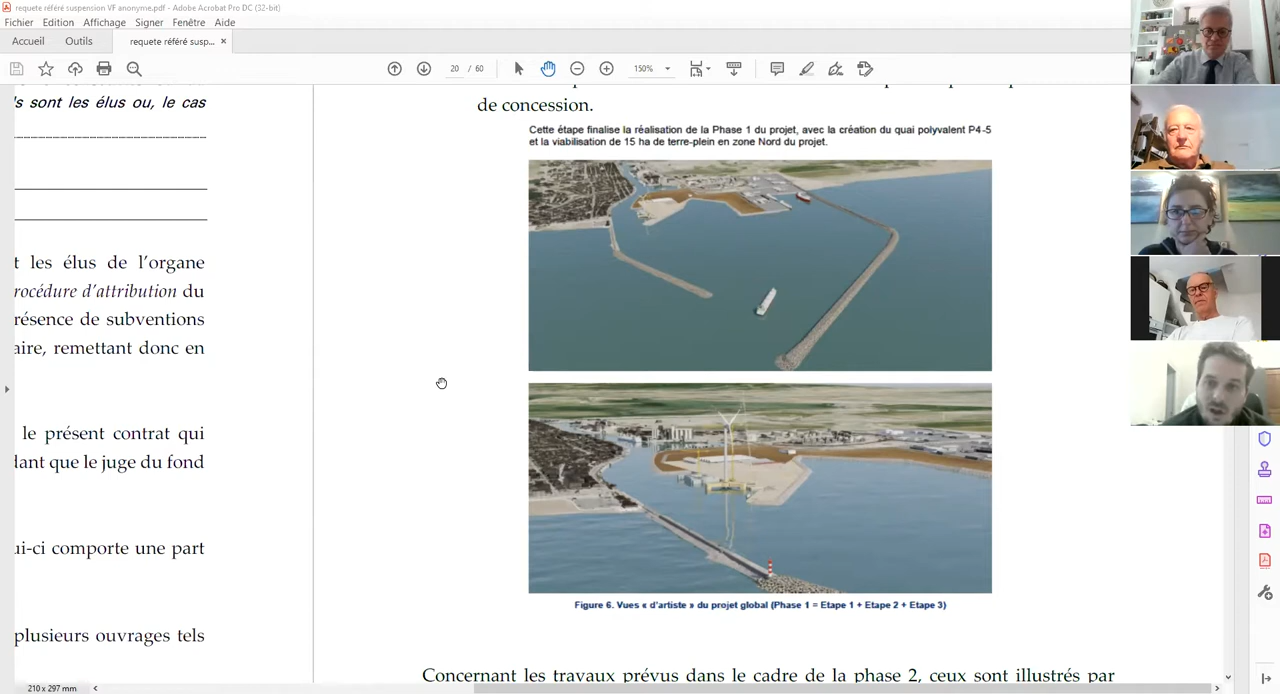 requete référé suspension VF anonyme.pdf - Adobe Acrobat Pro DC (32-bit)
Fichier Edition Affichage Signer Fenêtre Aide
Accueil Outils requete référé susp... ×
20 / 60 150%
ls sont les élus ou, le cas
t les élus de l'organe
rocédure d'attribution du
résence de subventions
aire, remettant donc en
le présent contrat qui
dant que le juge du fond
ui-ci comporte une part
plusieurs ouvrages tels
de concession.
Cette étape finalise la réalisation de la Phase 1 du projet, avec la création du quai polyvalent P4-5
et la viabilisation de 15 ha de terre-plein en zone Nord du projet.
Figure 6. Vues « d'artiste » du projet global (Phase 1 = Etape 1 + Etape 2 + Etape 3)
Concernant les travaux prévus dans le cadre de la phase 2, ceux sont illustrés par
210 x 297 mm